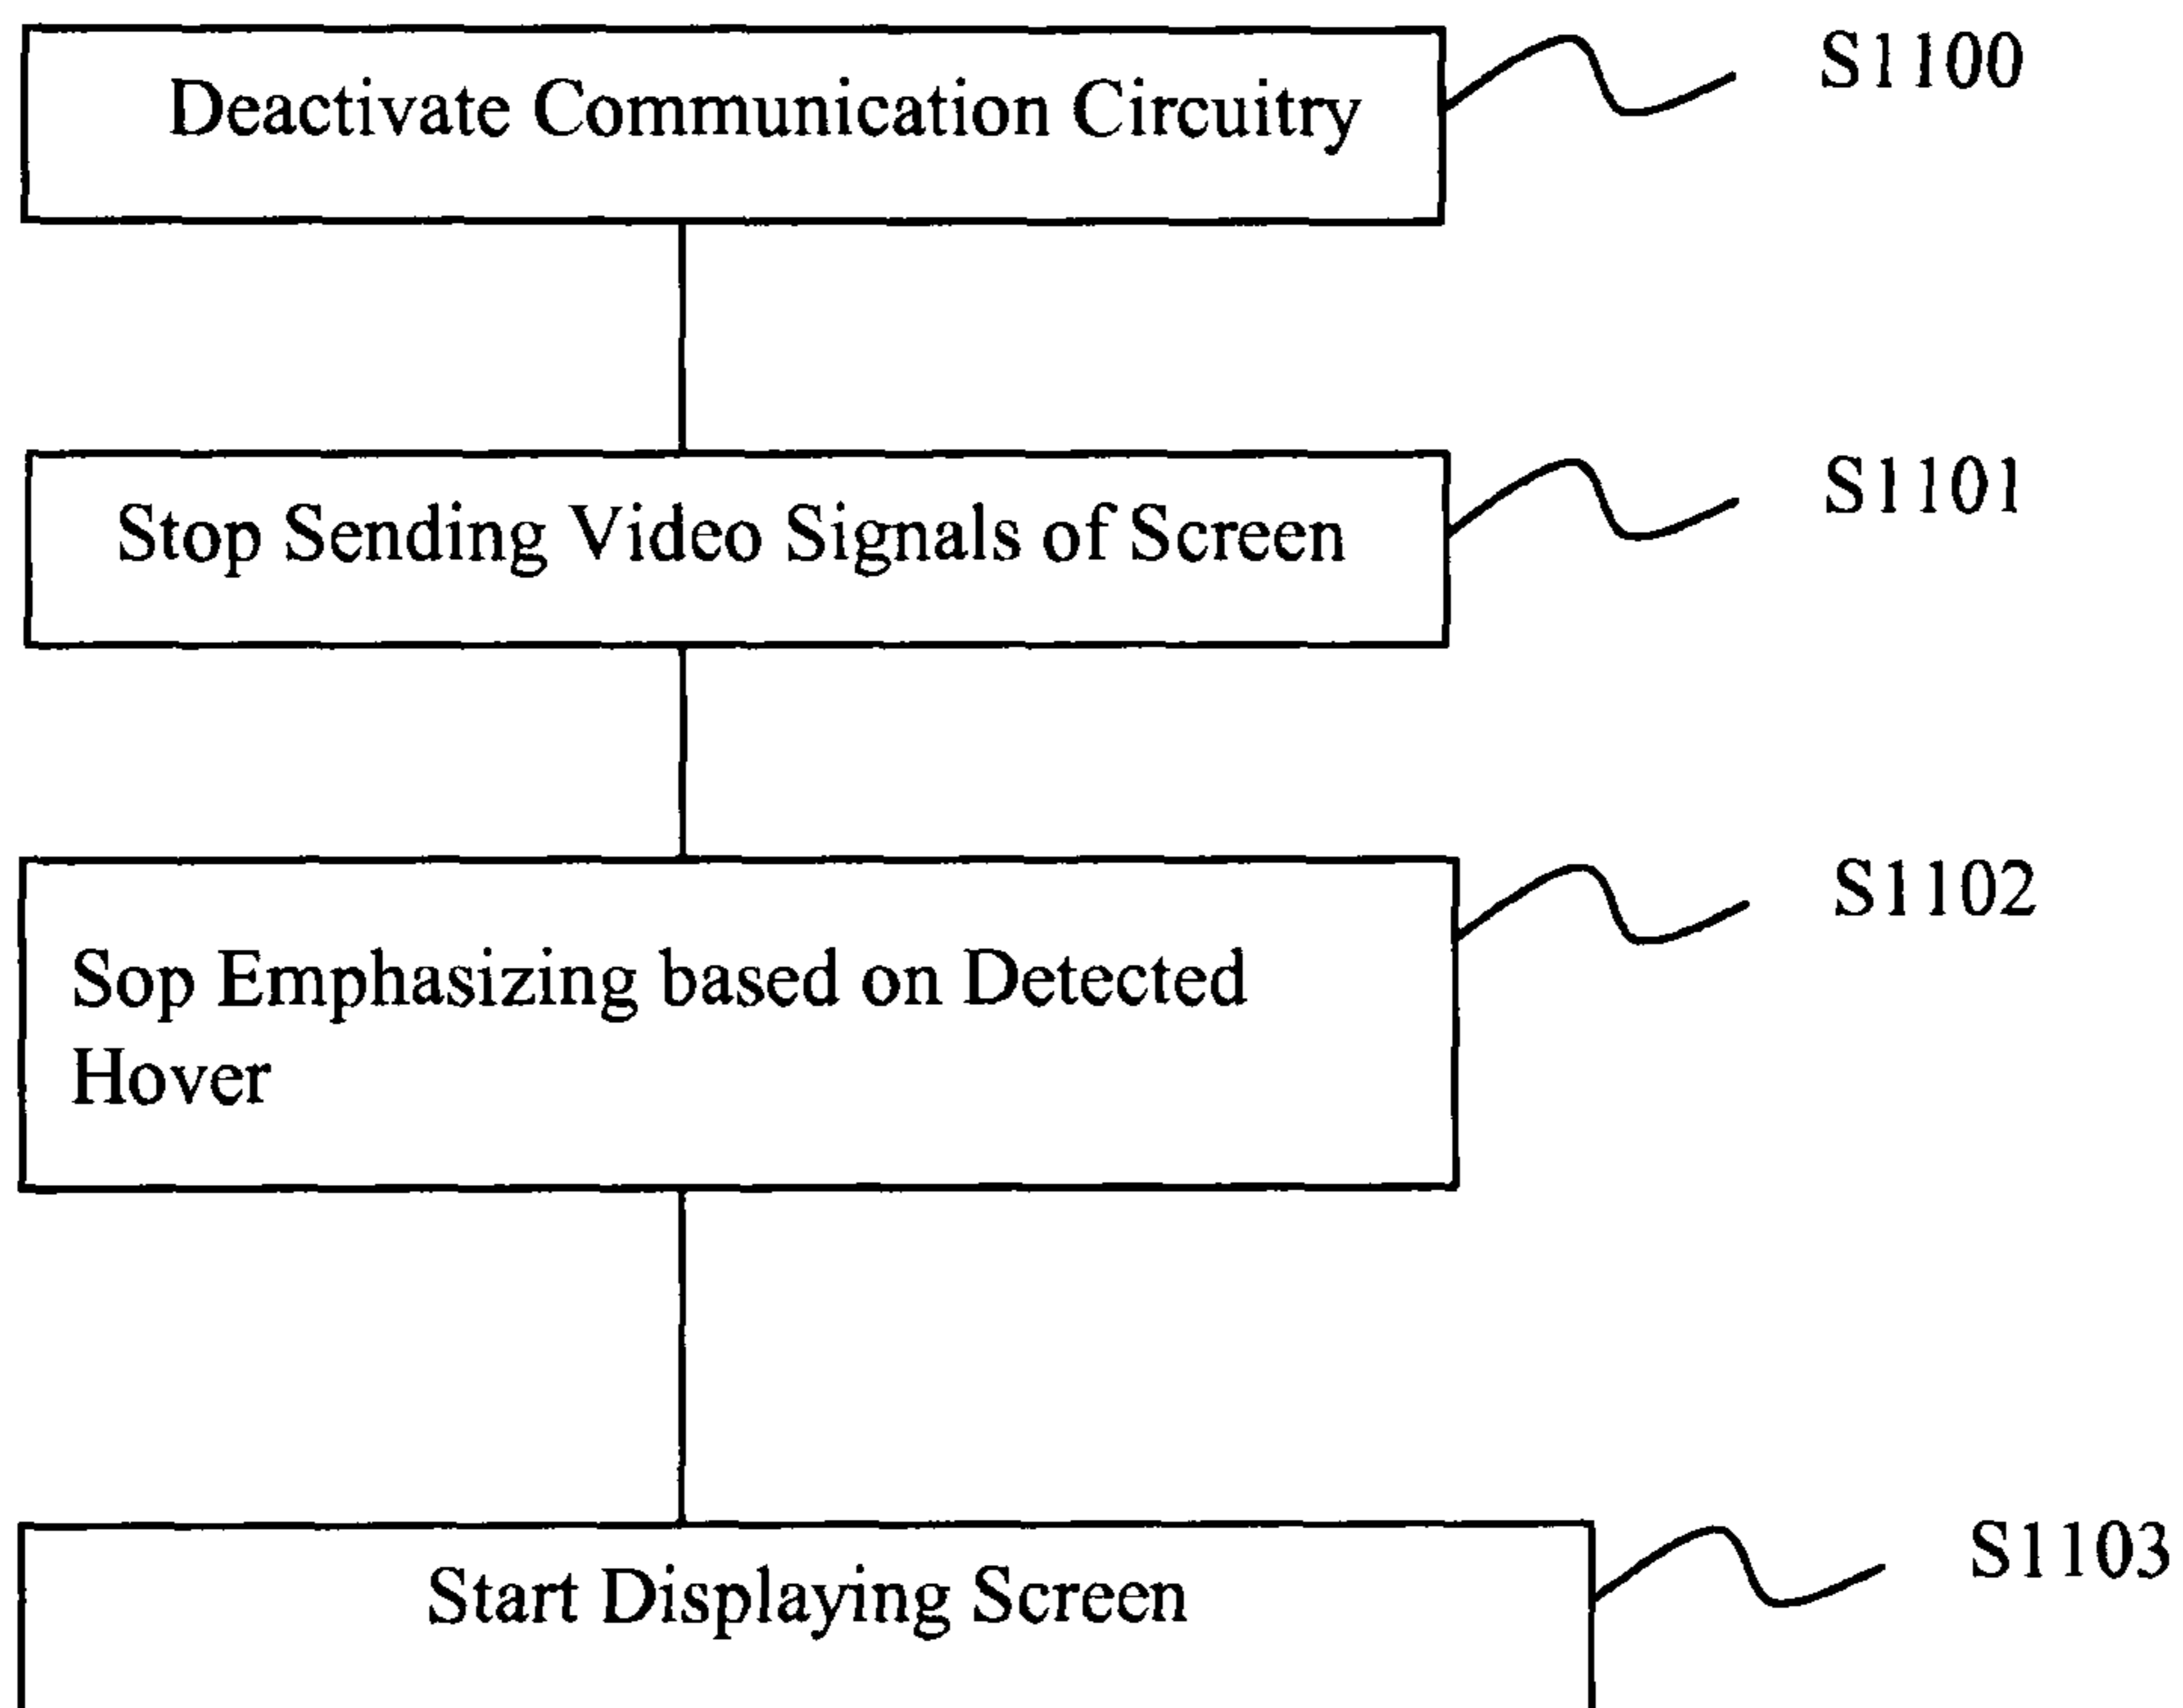 Deactivate Communication Circuitry
S1100
Stop Sending Video Signals of Screen
S1101
Sop Emphasizing based on Detected
Hover
S1102
Start Displaying Screen
S1103